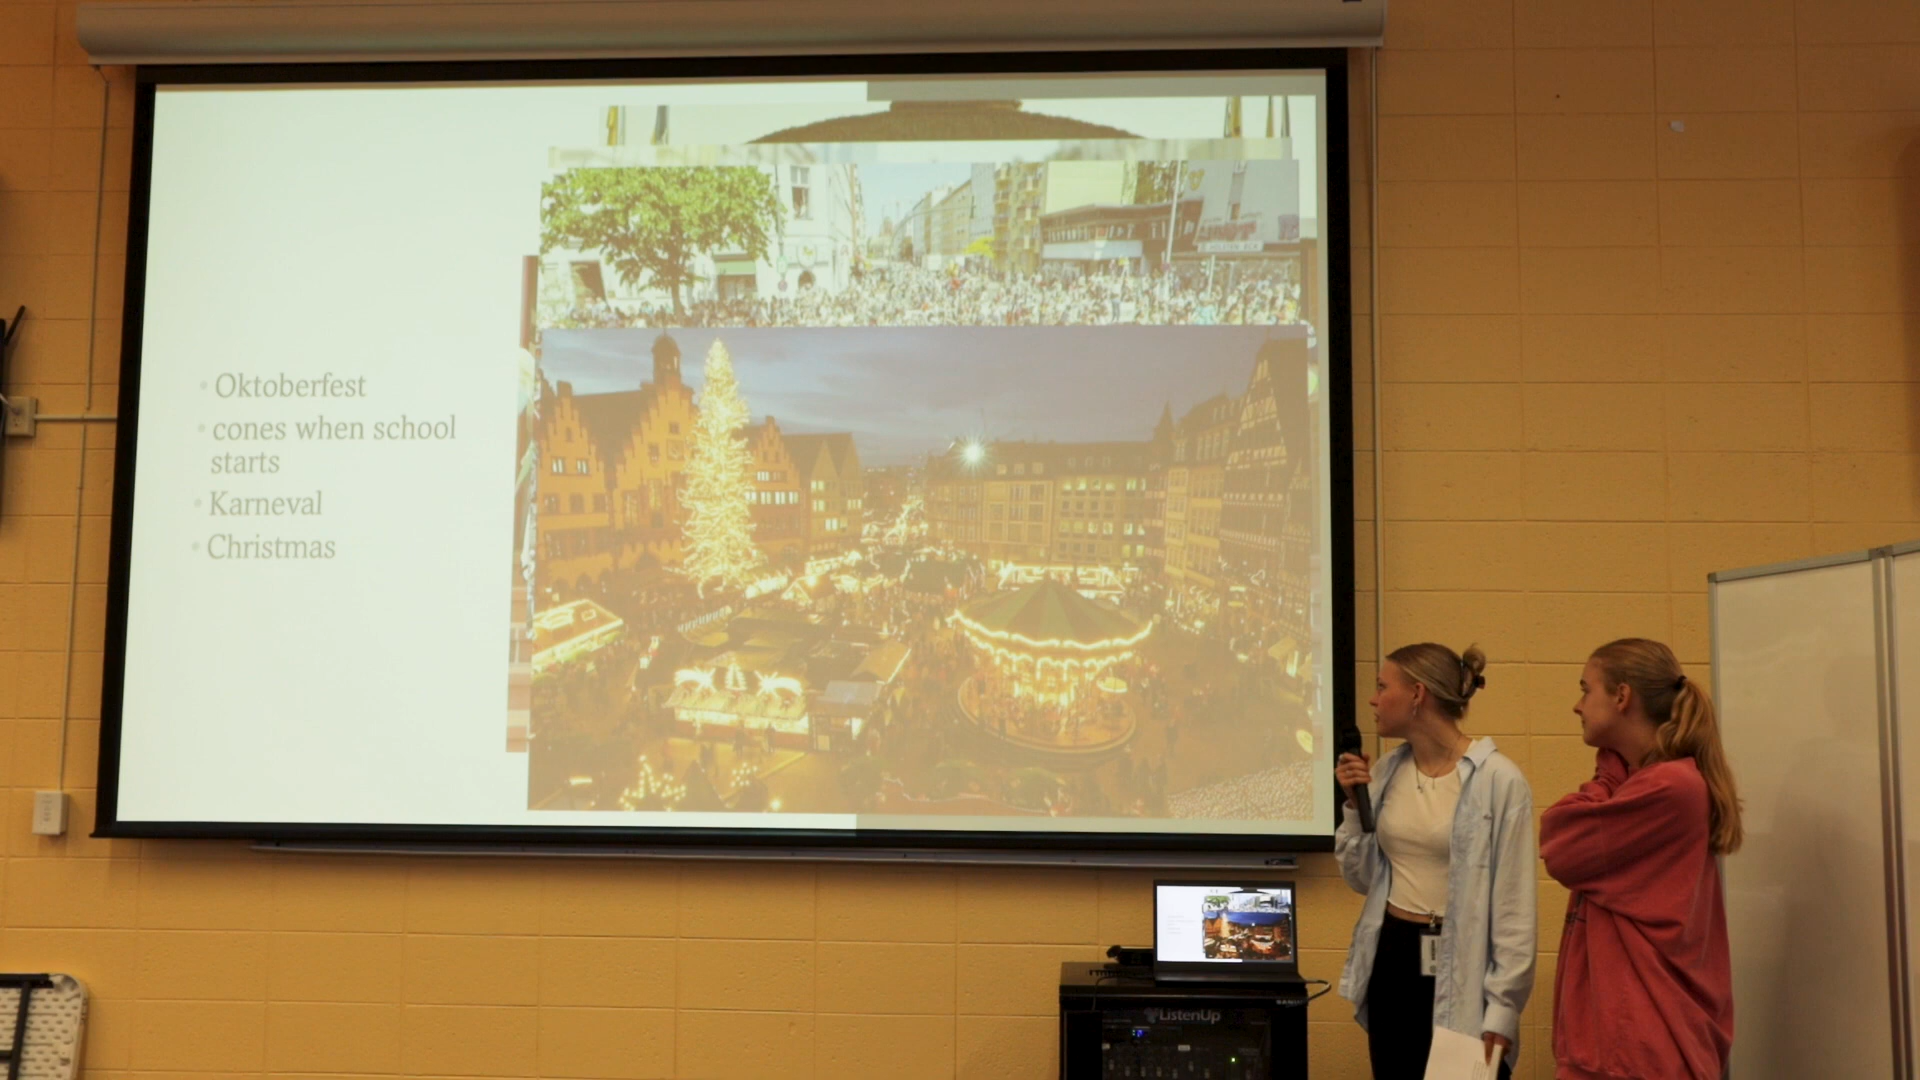 Oktoberfest
cones when school
starts
Karneval
Christmas
ListenUp